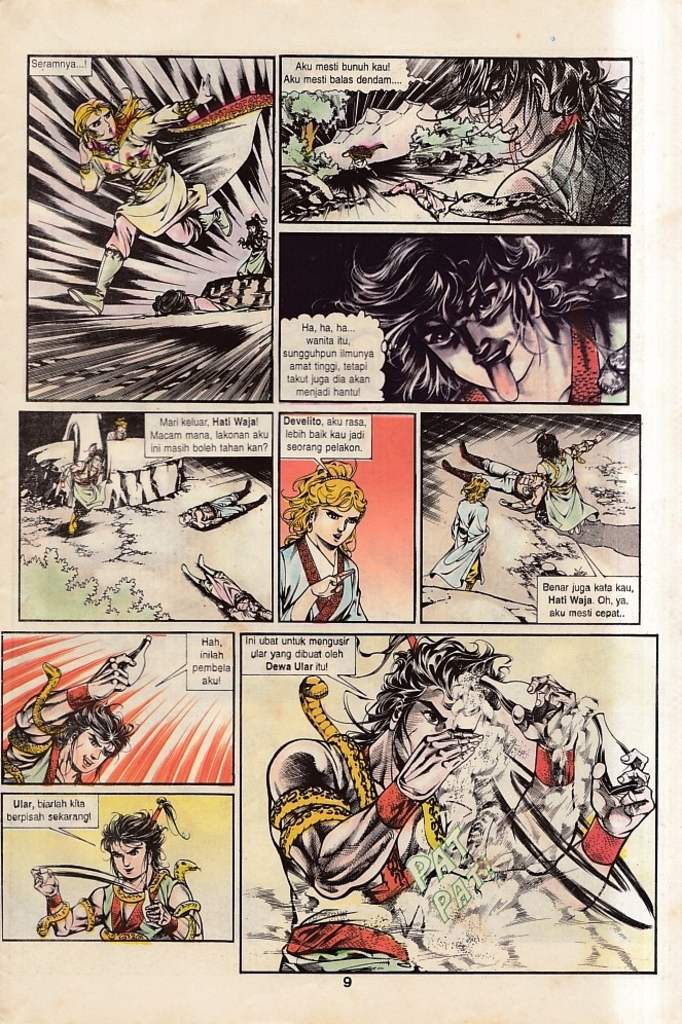 Seramnya...!
Aku mesti bunuh kau!
Aku mesti balas dendam....
Ha, ha, ha...
wanita itu,
sungguhpun ilmunya
amat tinggi, tetapi
takut juga dia akan
menjadi hantu!
Mari keluar, Hati Waja!
Macam mana, lakonan aku
ini masih boleh tahan kan?
Develito, aku rasa,
lebih baik kau jadi
seorang pelakon.
Benar juga kata kau,
Hati Waja. Oh, ya,
aku mesti cepat..
Hah,
inilah
pembela
aku!
Ular, biarlah kita
berpisah sekarang!
Ini ubat untuk mengusir
ular yang dibuat oleh
Dewa Ular itu!
PAT
PAT
9